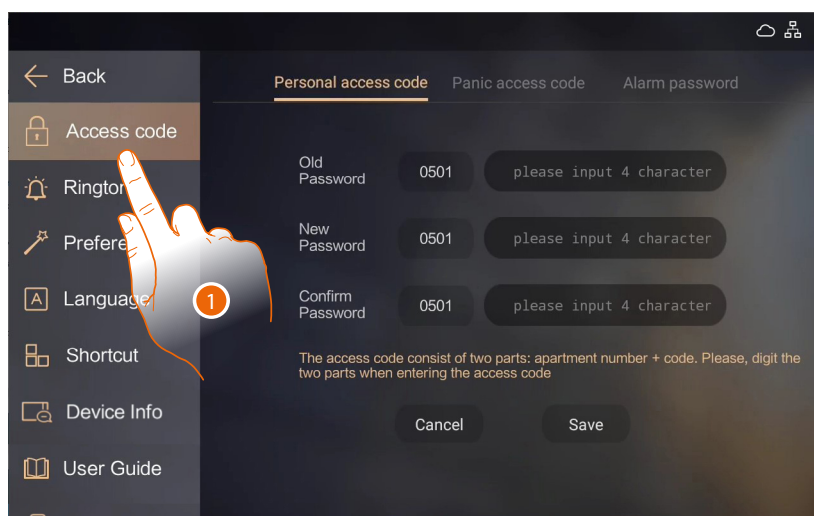 Back
Access code
Rington
Prefere
Language
Shortcut
Device Info
User Guide
1
Personal access code Panic access code Alarm password
Old
Password 0501 please input 4 character
New
Password 0501 please input 4 character
Confirm
Password 0501 please input 4 character
The access code consist of two parts: apartment number + code. Please, digit the
two parts when entering the access code
Cancel Save